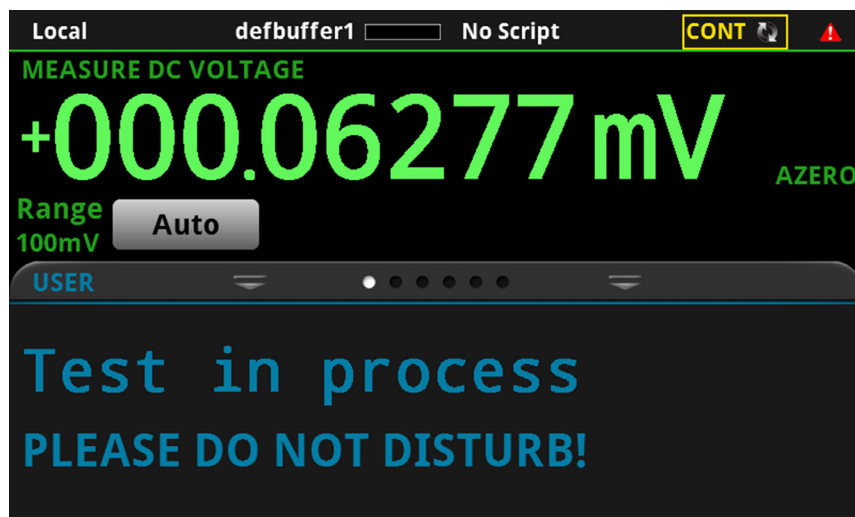 Local defbuffer1 No Script CONT
MEASURE DC VOLTAGE
+000.06277 mV
AZERO
Range
100mV
Auto
USER
Test in process
PLEASE DO NOT DISTURB!